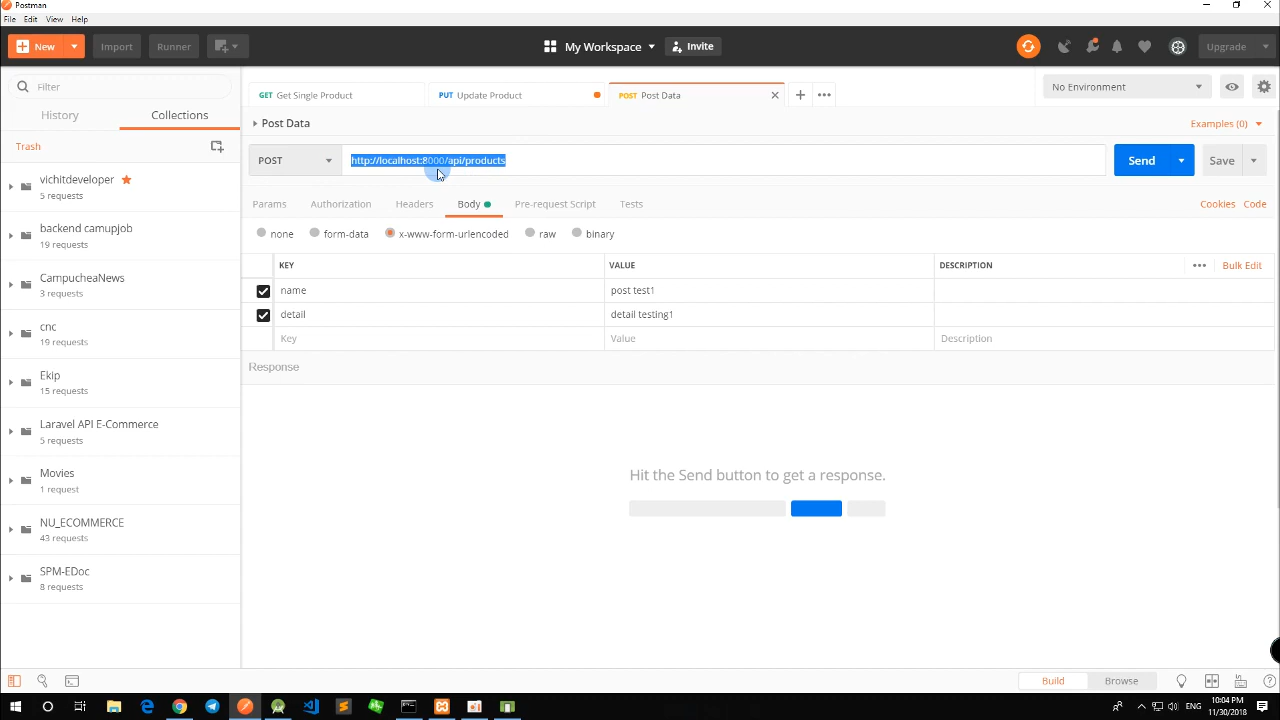 Postman
File Edit View Help
New Import Runner My Workspace Invite Upgrade
Filter
History Collections
Trash
vichitdeveloper
5 requests
backend camupjob
19 requests
CampucheaNews
3 requests
cnc
19 requests
Ekip
15 requests
Laravel API E-Commerce
5 requests
Movies
1 request
NU_ECOMMERCE
43 requests
SPM-EDoc
8 requests
GET Get Single Product PUT Update Product POST Post Data
No Environment
Post Data Examples (0)
POST http://localhost:8000/api/products Send Save
Params Authorization Headers Body Pre-request Script Tests Cookies Code
none form-data x-www-form-urlencoded raw binary
KEY VALUE DESCRIPTION Bulk Edit
name post test1
detail detail testing1
Key Value Description
Response
Hit the Send button to get a response.
Build Browse
ENG 10:04 PM
11/30/2018